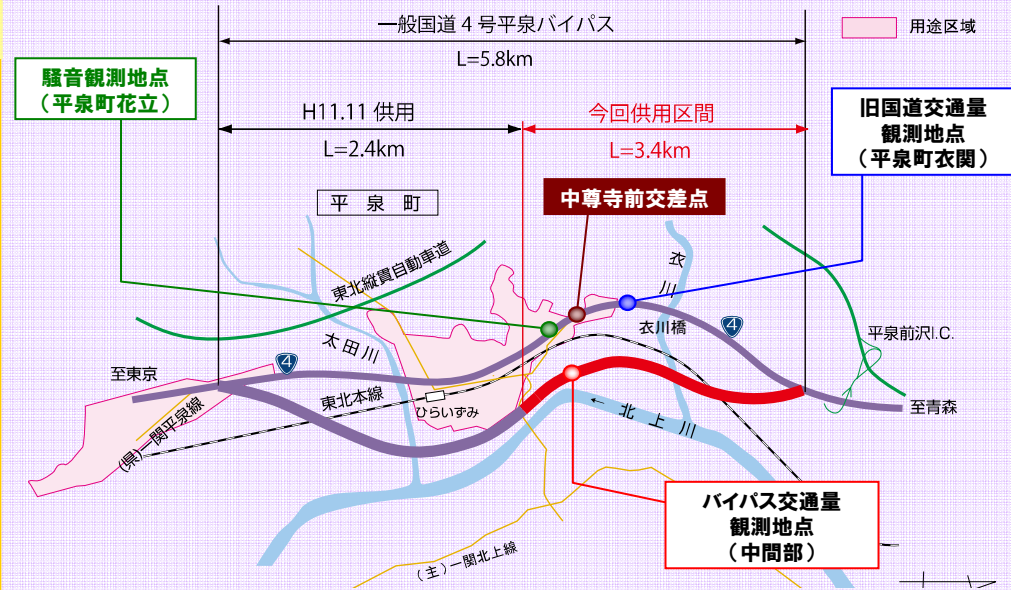 一般国道4号平泉バイパス
L=5.8km
用途区域
騒音観測地点
（平泉町花立）
H11.11 供用
L=2.4km
今回供用区間
L=3.4km
旧国道交通量
観測地点
（平泉町衣関）
平泉町
中尊寺前交差点
東北縦貫自動車道
衣川
太田川
衣川橋
4
平泉前沢I.C.
4
至東京
東北本線
ひらいずみ
至青森
(県)一関平泉線
← 北上川
バイパス交通量
観測地点
（中間部）
（主）一関北上線